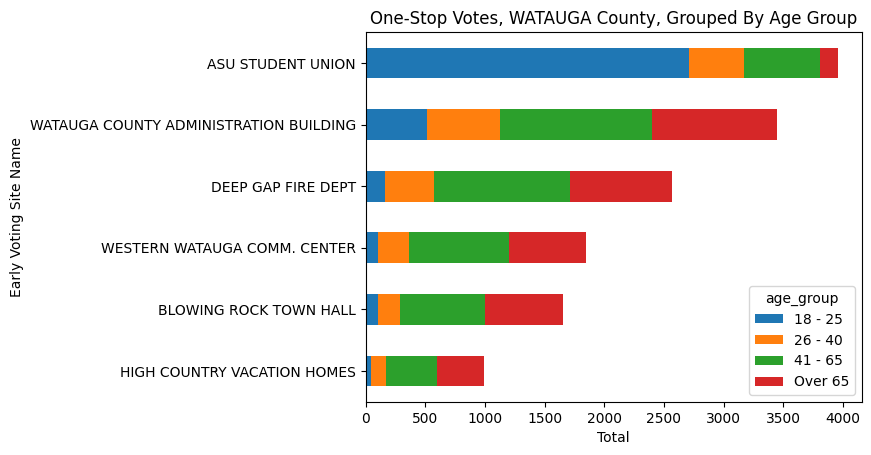 One-Stop Votes, WATAUGA County, Grouped By Age Group
Early Voting Site Name
ASU STUDENT UNION
WATAUGA COUNTY ADMINISTRATION BUILDING
DEEP GAP FIRE DEPT
WESTERN WATAUGA COMM. CENTER
BLOWING ROCK TOWN HALL
HIGH COUNTRY VACATION HOMES
age_group
18 - 25
26 - 40
41 - 65
Over 65
0 500 1000 1500 2000 2500 3000 3500 4000
Total